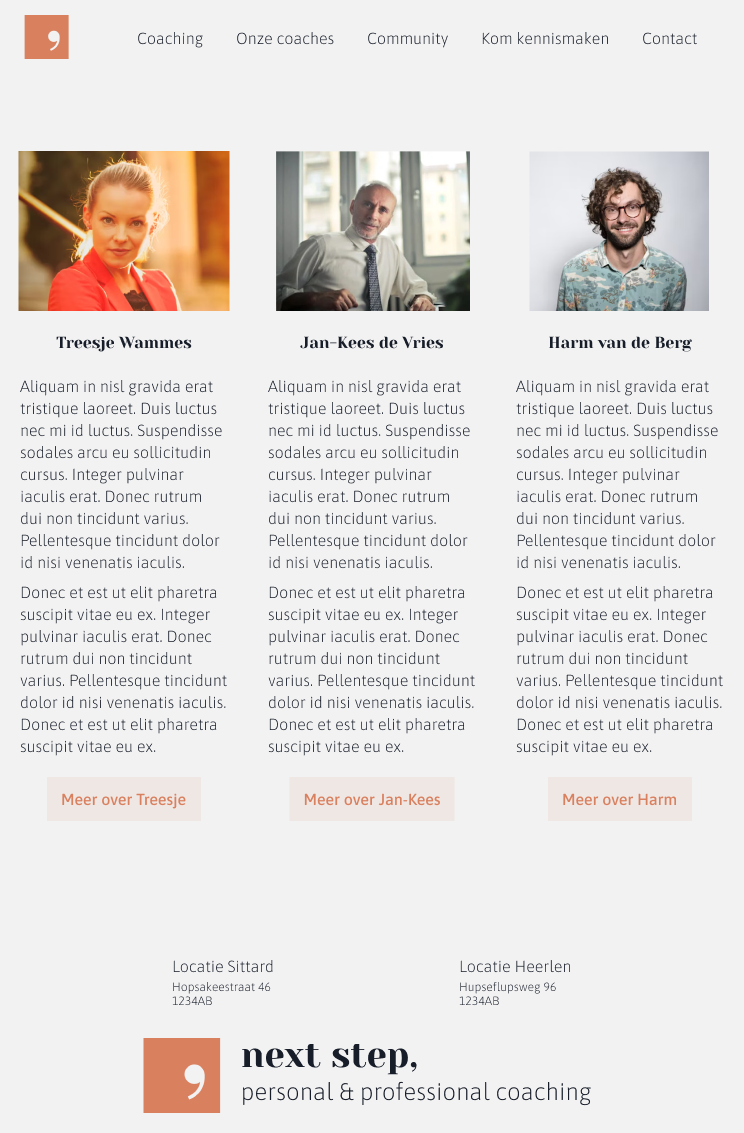 Coaching Onze coaches Community Kom kennismaken Contact
Treesje Wammes
Aliquam in nisl gravida erat
tristique laoreet. Duis luctus
nec mi id luctus. Suspendisse
sodales arcu eu sollicitudin
cursus. Integer pulvinar
iaculis erat. Donec rutrum
dui non tincidunt varius.
Pellentesque tincidunt dolor
id nisi venenatis iaculis.
Donec et est ut elit pharetra
suscipit vitae eu ex. Integer
pulvinar iaculis erat. Donec
rutrum dui non tincidunt
varius. Pellentesque tincidunt
dolor id nisi venenatis iaculis.
Donec et est ut elit pharetra
suscipit vitae eu ex.
Meer over Treesje
Jan-Kees de Vries
Aliquam in nisl gravida erat
tristique laoreet. Duis luctus
nec mi id luctus. Suspendisse
sodales arcu eu sollicitudin
cursus. Integer pulvinar
iaculis erat. Donec rutrum
dui non tincidunt varius.
Pellentesque tincidunt dolor
id nisi venenatis iaculis.
Donec et est ut elit pharetra
suscipit vitae eu ex. Integer
pulvinar iaculis erat. Donec
rutrum dui non tincidunt
varius. Pellentesque tincidunt
dolor id nisi venenatis iaculis.
Donec et est ut elit pharetra
suscipit vitae eu ex.
Meer over Jan-Kees
Harm van de Berg
Aliquam in nisl gravida erat
tristique laoreet. Duis luctus
nec mi id luctus. Suspendisse
sodales arcu eu sollicitudin
cursus. Integer pulvinar
iaculis erat. Donec rutrum
dui non tincidunt varius.
Pellentesque tincidunt dolor
id nisi venenatis iaculis.
Donec et est ut elit pharetra
suscipit vitae eu ex. Integer
pulvinar iaculis erat. Donec
rutrum dui non tincidunt
varius. Pellentesque tincidunt
dolor id nisi venenatis iaculis.
Donec et est ut elit pharetra
suscipit vitae eu ex.
Meer over Harm
Locatie Sittard
Hopsakeestraat 46
1234AB
Locatie Heerlen
Hupseflupsweg 96
1234AB
next step,
personal & professional coaching